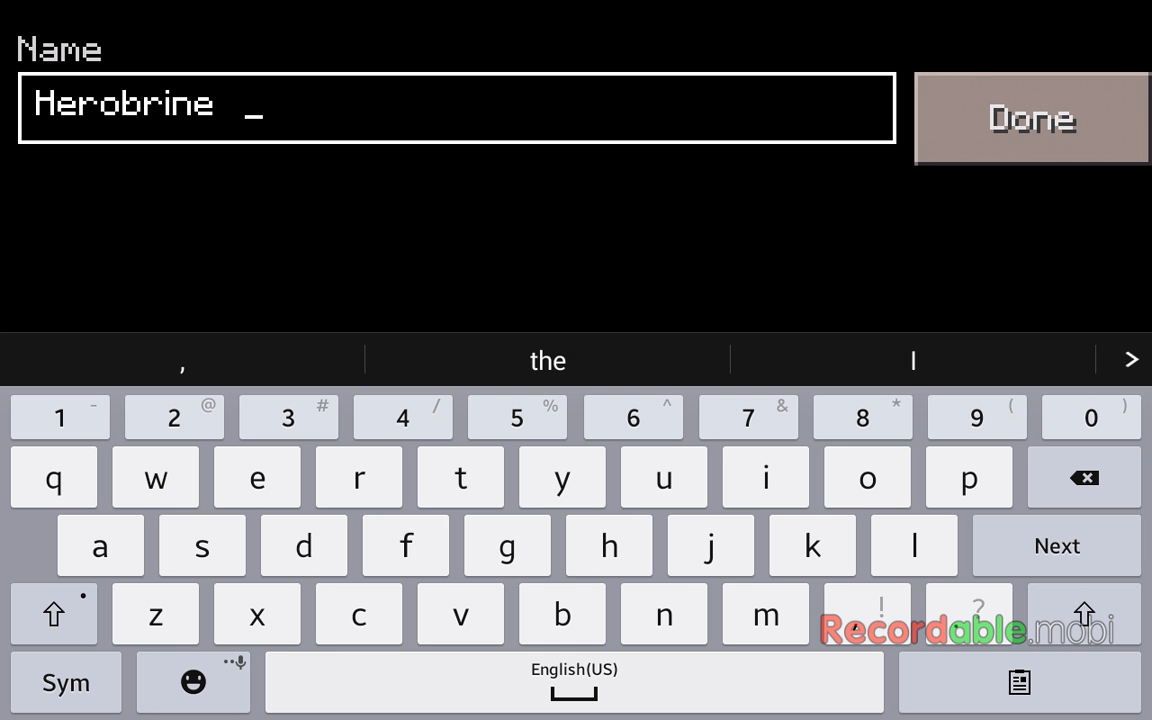 Name
Herobrine _
Done
, the I >
1 - 2 @ 3 # 4 / 5 % 6 ^ 7 & 8 * 9 ( 0 )
q w e r t y u i o p
a s d f g h j k l Next
z x c v b n m , ! . ?
Recordable.mobi
Sym English(US)